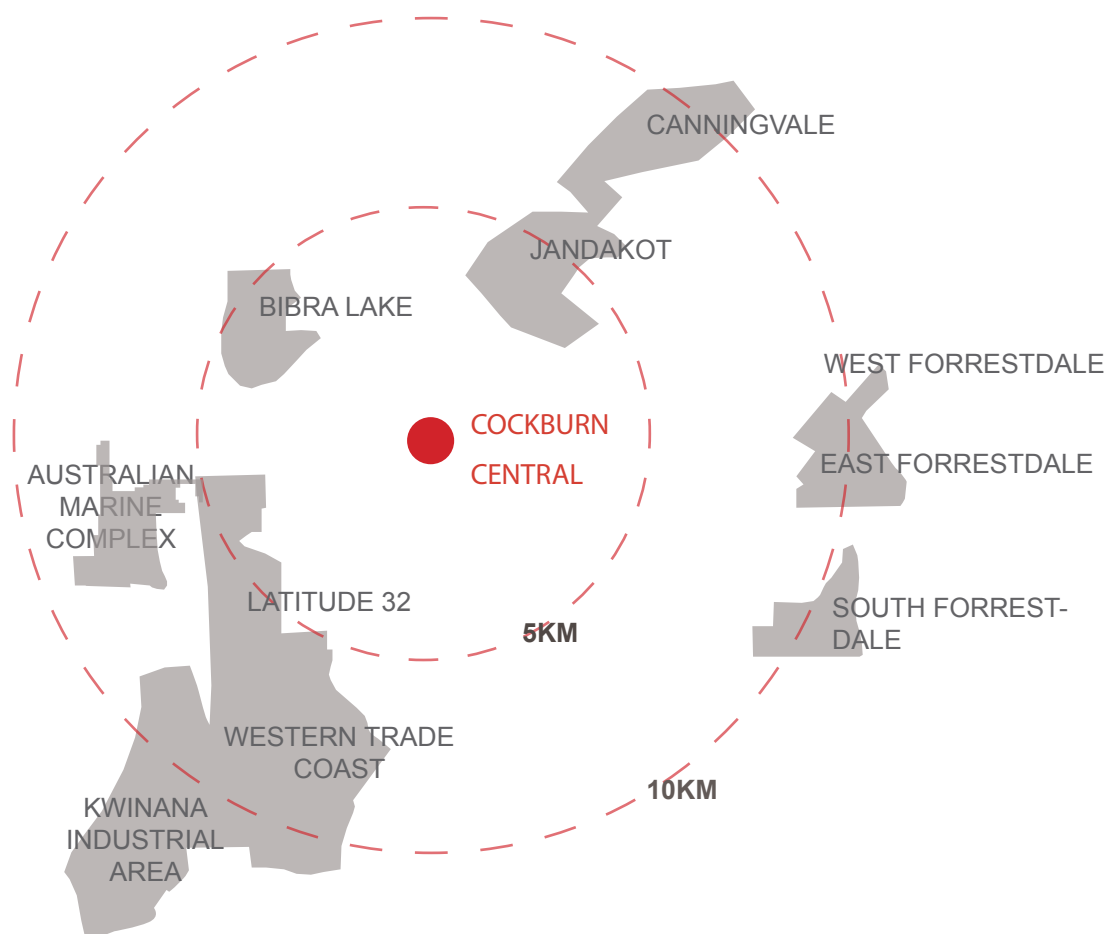 CANNINGVALE
JANDAKOT
BIBRA LAKE
WEST FORRESTDALE
COCKBURN
CENTRAL
EAST FORRESTDALE
AUSTRALIAN
MARINE
COMPLEX
LATITUDE 32
5KM
SOUTH FORREST-
DALE
WESTERN TRADE
COAST
10KM
KWINANA
INDUSTRIAL
AREA